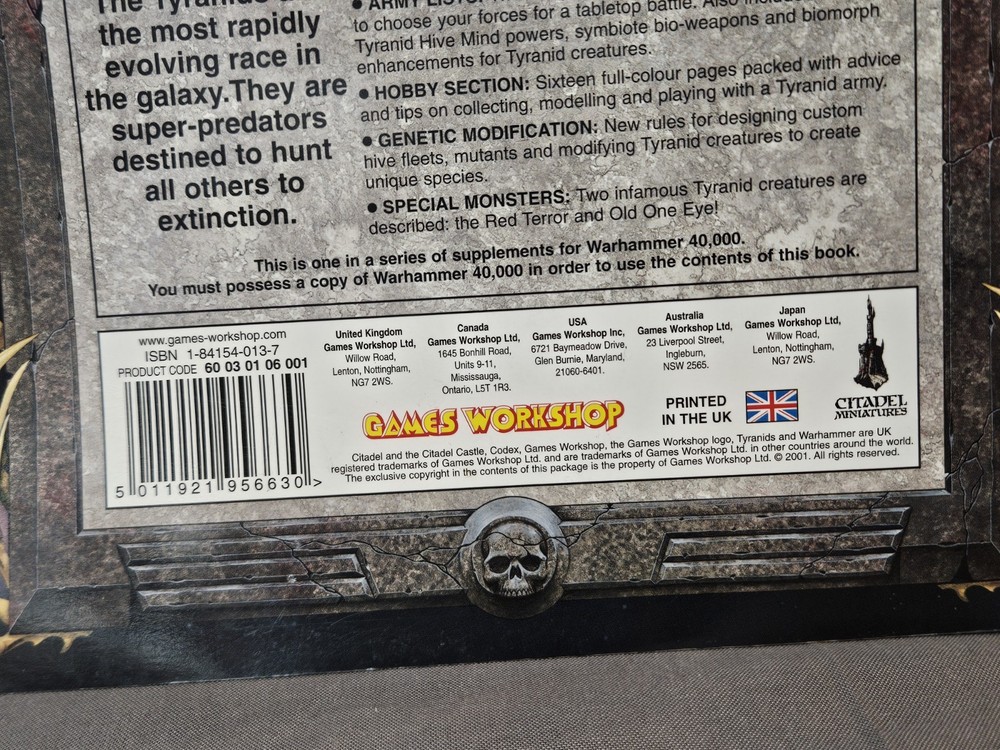 The Tyranids
the most rapidly
evolving race in
the galaxy.They are
super-predators
destined to hunt
all others to
extinction.
● ARMY LISTS:
to choose your forces for a tabletop battle. Also
Tyranid Hive Mind powers, symbiote bio-weapons and biomorph
enhancements for Tyranid creatures.
● HOBBY SECTION: Sixteen full-colour pages packed with advice
and tips on collecting, modelling and playing with a Tyranid army.
● GENETIC MODIFICATION: New rules for designing custom
hive fleets, mutants and modifying Tyranid creatures to create
unique species.
● SPECIAL MONSTERS: Two infamous Tyranid creatures are
described: the Red Terror and Old One Eye!
This is one in a series of supplements for Warhammer 40,000.
You must possess a copy of Warhammer 40,000 in order to use the contents of this book.
www.games-workshop.com
ISBN 1-84154-013-7
PRODUCT CODE 60 03 01 06 001
5 011921 956630 >
United Kingdom
Games Workshop Ltd,
Willow Road,
Lenton, Nottingham,
NG7 2WS.
Canada
Games Workshop Ltd,
1645 Bonhill Road,
Units 9-11,
Mississauga,
Ontario, L5T 1R3.
USA
Games Workshop Inc,
6721 Baymeadow Drive,
Glen Burnie, Maryland,
21060-6401.
Australia
Games Workshop Ltd,
23 Liverpool Street,
Ingleburn,
NSW 2565.
Japan
Games Workshop Ltd,
Willow Road,
Lenton, Nottingham,
NG7 2WS.
GAMES WORKSHOP
PRINTED
IN THE UK
CITADEL
MINIATURES
Citadel and the Citadel Castle, Codex, Games Workshop, the Games Workshop logo, Tyranids and Warhammer are UK
registered trademarks of Games Workshop Ltd. and are trademarks of Games Workshop Ltd. in other countries around the world.
The exclusive copyright in the contents of this package is the property of Games Workshop Ltd. © 2001. All rights reserved.